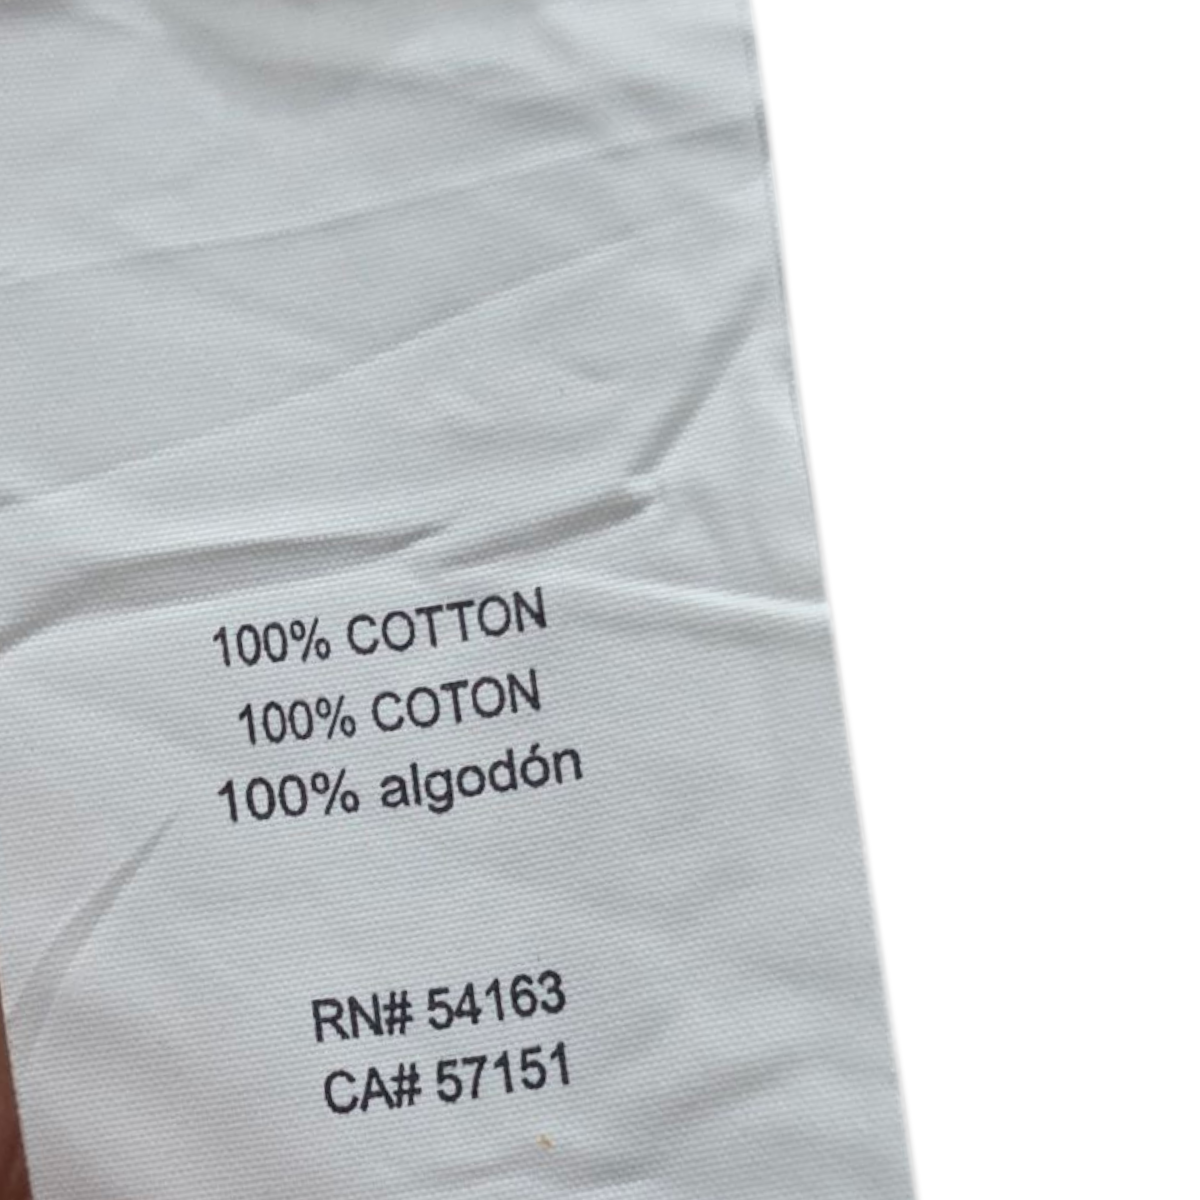 100% COTTON
100% COTON
100% algodón
RN# 54163
CA# 57151